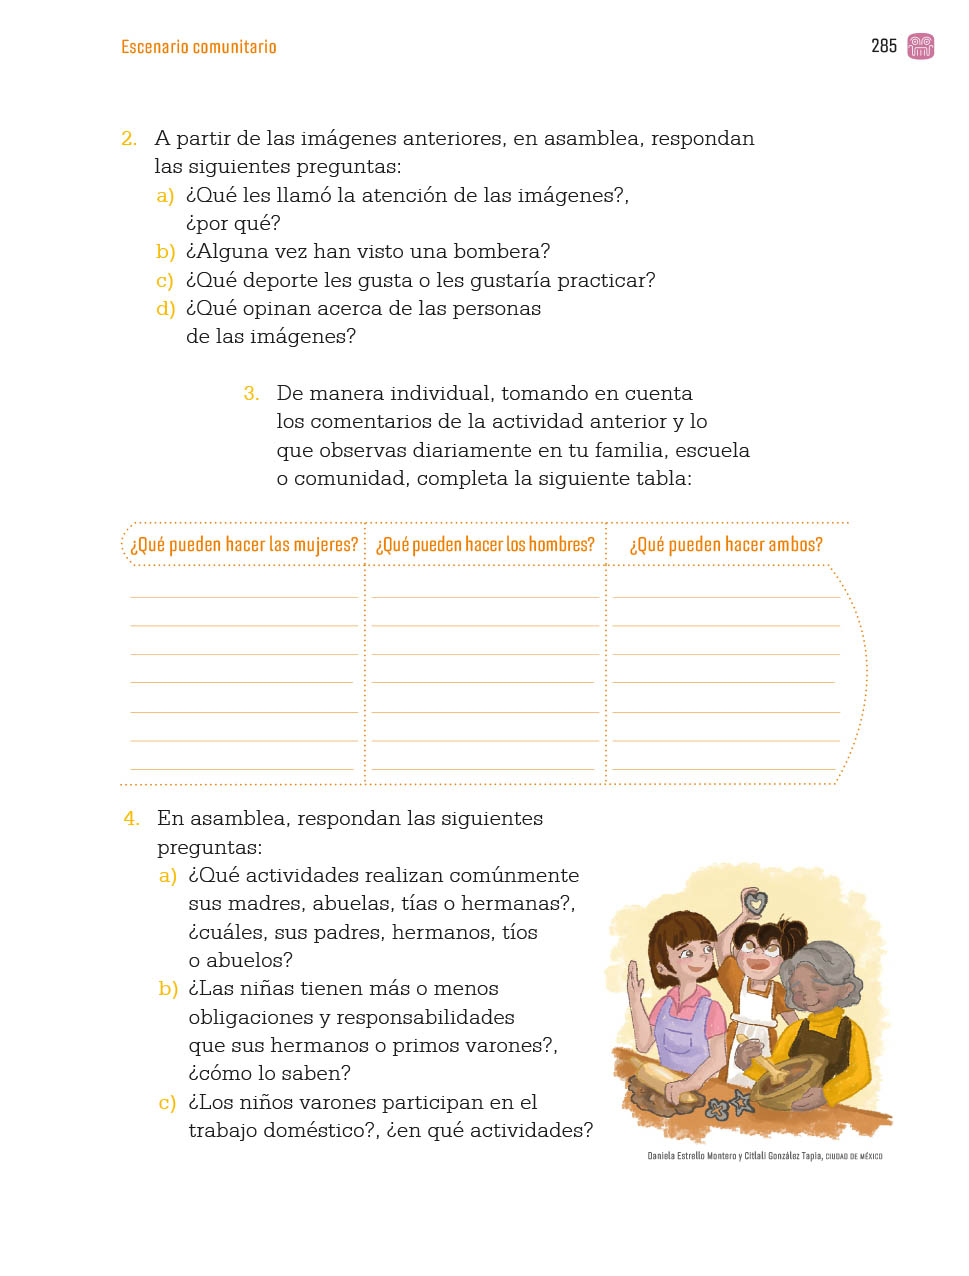 Escenario comunitario
285
2. A partir de las imágenes anteriores, en asamblea, respondan
las siguientes preguntas:
a) ¿Qué les llamó la atención de las imágenes?,
¿por qué?
b) ¿Alguna vez han visto una bombera?
c) ¿Qué deporte les gusta o les gustaría practicar?
d) ¿Qué opinan acerca de las personas
de las imágenes?
3. De manera individual, tomando en cuenta
los comentarios de la actividad anterior y lo
que observas diariamente en tu familia, escuela
o comunidad, completa la siguiente tabla:
¿Qué pueden hacer las mujeres?
¿Qué pueden hacer los hombres?
¿Qué pueden hacer ambos?
4. En asamblea, respondan las siguientes
preguntas:
a) ¿Qué actividades realizan comúnmente
sus madres, abuelas, tías o hermanas?,
¿cuáles, sus padres, hermanos, tíos
o abuelos?
b) ¿Las niñas tienen más o menos
obligaciones y responsabilidades
que sus hermanos o primos varones?,
¿cómo lo saben?
c) ¿Los niños varones participan en el
trabajo doméstico?, ¿en qué actividades?
Daniela Estrello Montero y Citlali González Tapia, CIUDAD DE MÉXICO